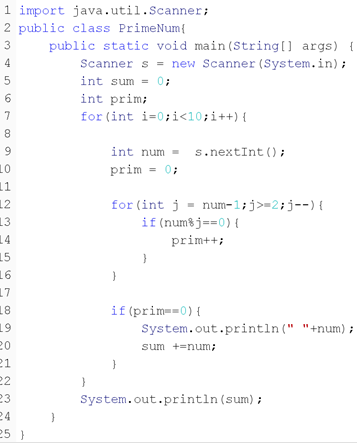 1 import java.util.Scanner;
2 public class PrimeNum{
3     public static void main(String[] args) {
4         Scanner s = new Scanner(System.in);
5         int sum = 0;
6         int prim;
7         for(int i=0;i<10;i++){
8
9             int num =  s.nextInt();
10             prim = 0;
11
12             for(int j = num-1;j>=2;j--){
13                 if(num%j==0){
14                     prim++;
15                 }
16             }
17
18             if(prim==0){
19                 System.out.println(" "+num);
20                 sum +=num;
21             }
22         }
23         System.out.println(sum);
24     }
25 }